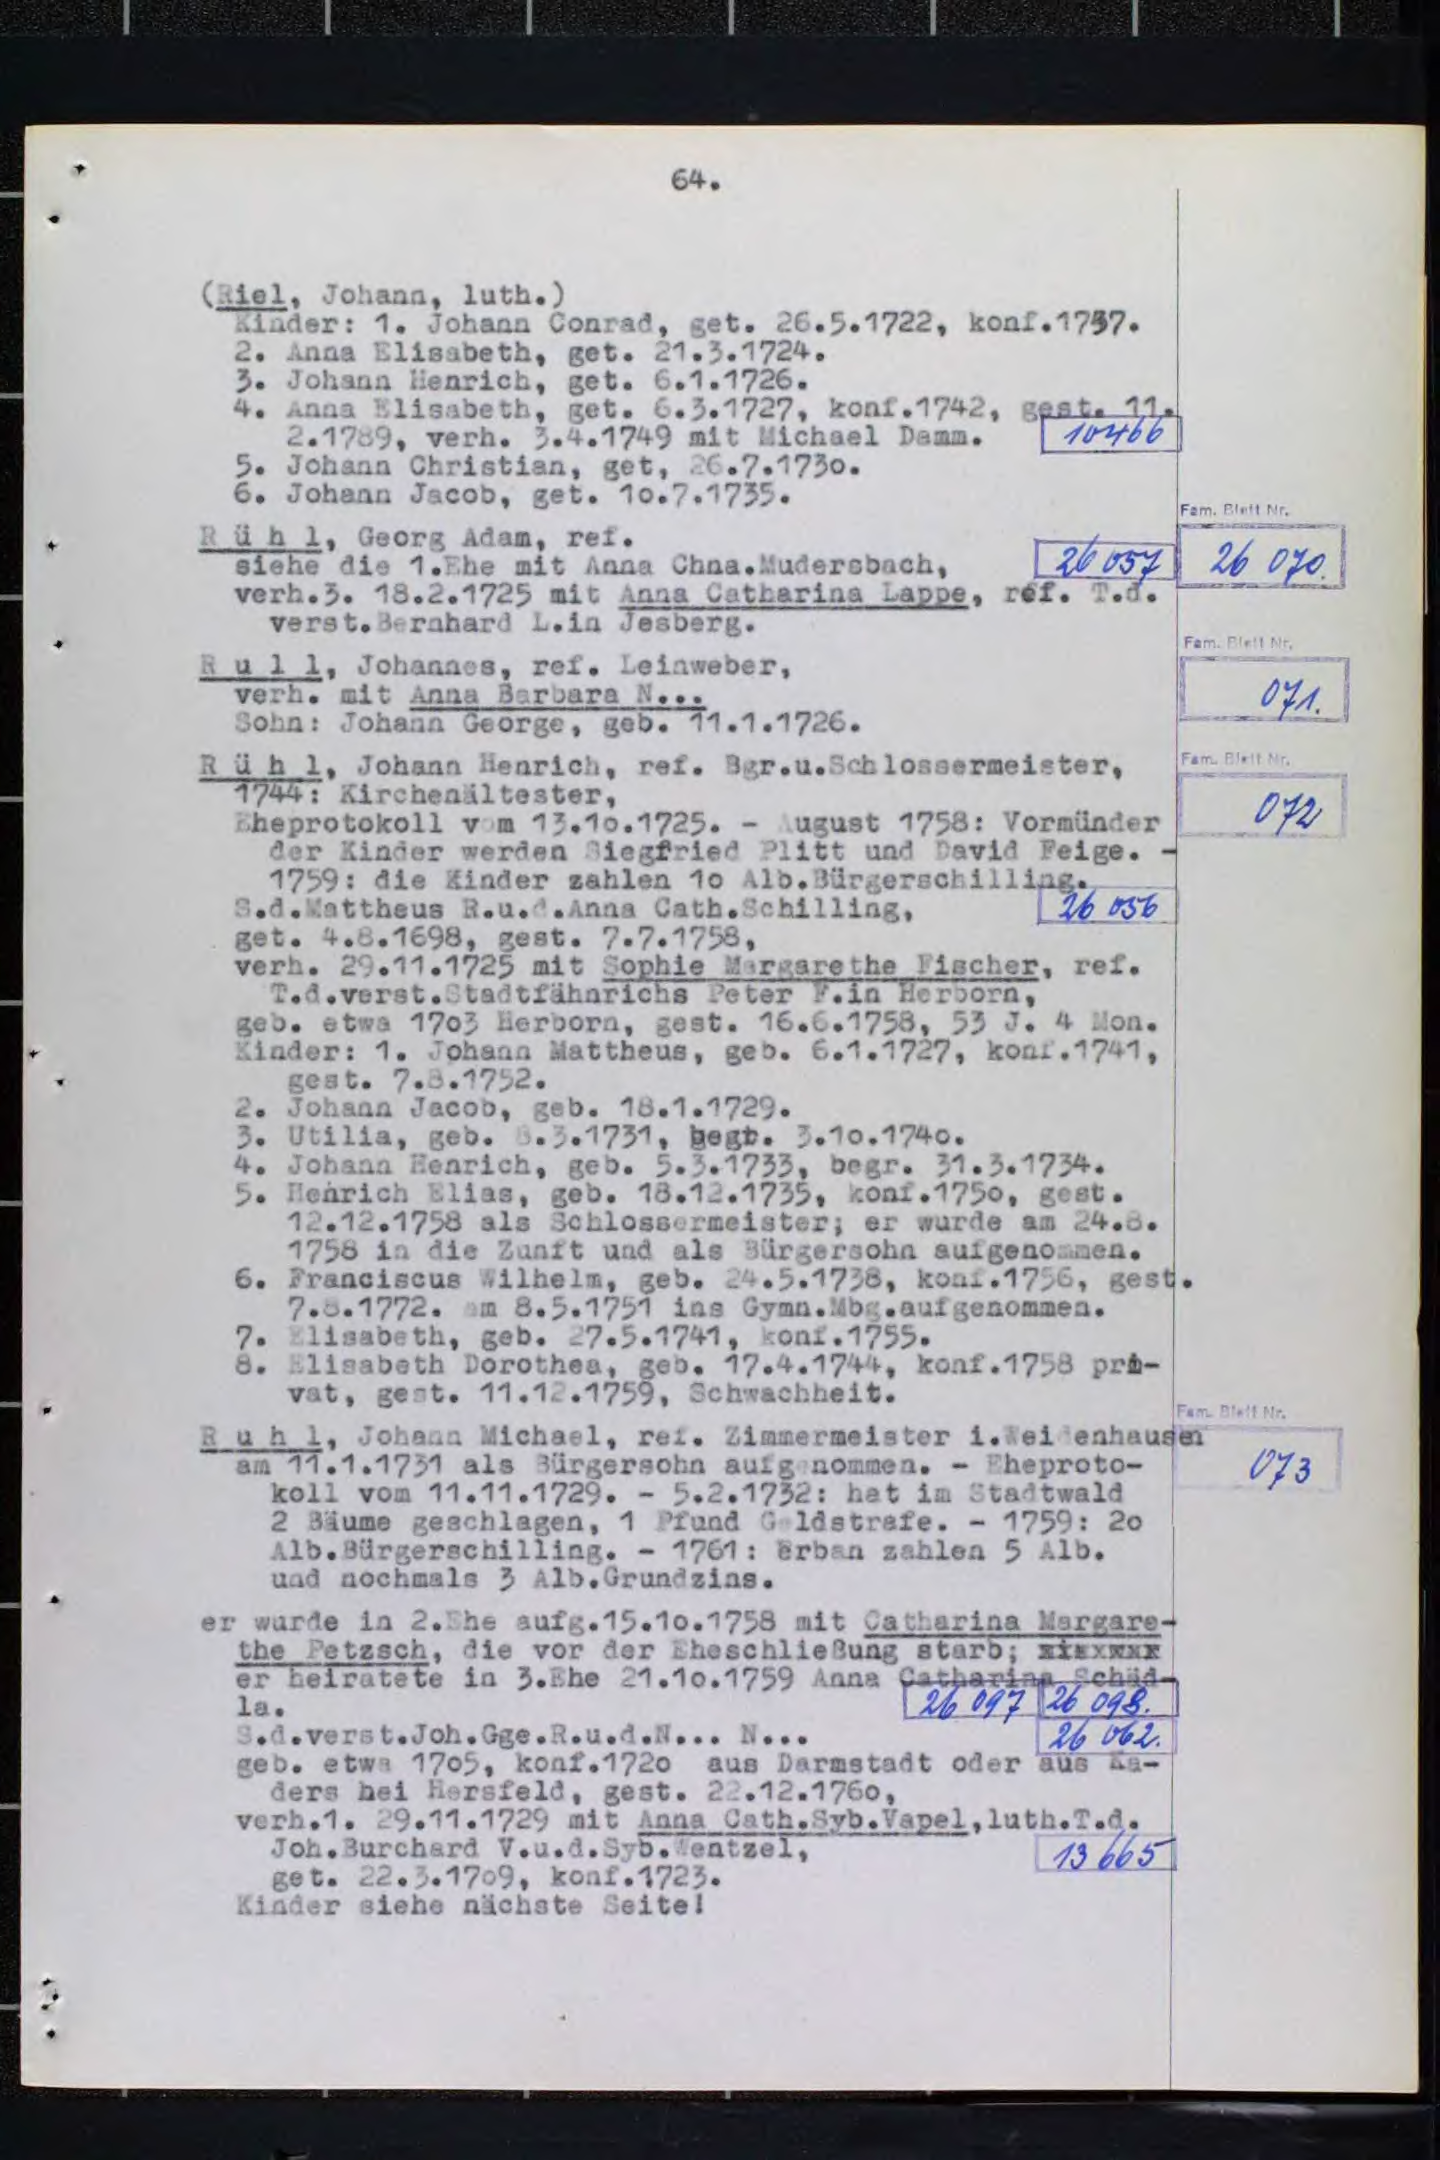 64.
(Riel, Johann, luth.)
Kinder: 1. Johann Conrad, get. 26.5.1722, konf.1737.
2. Anna Elisabeth, get. 21.3.1724.
3. Johann Henrich, get. 6.1.1726.
4. Anna Elisabeth, get. 6.3.1727, konf.1742, gest. 11.
2.1789, verh. 3.4.1749 mit Michael Damm. 10466
5. Johann Christian, get, 26.7.1730.
6. Johann Jacob, get. 10.7.1735.
Fam. Blatt Nr.
R ü h l, Georg Adam, ref.
siehe die 1.Ehe mit Anna Chna.Mudersbach, 26 057 26 070.
verh.3. 18.2.1725 mit Anna Catharina Lappe, ref. T.d.
verst.Bernhard L.in Jesberg.
Fam. Blatt Nr.
R u l l, Johannes, ref. Leinweber,
verh. mit Anna Barbara N... 071.
Sohn: Johann George, geb. 11.1.1726.
Fam. Blatt Nr.
R ü h l, Johann Henrich, ref. Bgr.u.Schlossermeister,
1744: Kirchenältester, 072
Eheprotokoll vom 13.10.1725. - August 1758: Vormünder
der Kinder werden Siegfried Plitt und David Feige. -
1759: die Kinder zahlen 10 Alb.Bürgerschilling.
S.d.Mattheus R.u.d.Anna Cath.Schilling, 26 056
get. 4.8.1698, gest. 7.7.1758,
verh. 29.11.1725 mit Sophie Margarethe Fischer, ref.
T.d.verst.Stadtfähnrichs Peter F.in Herborn,
geb. etwa 1703 Herborn, gest. 16.6.1758, 53 J. 4 Mon.
Kinder: 1. Johann Mattheus, geb. 6.1.1727, konf.1741,
gest. 7.8.1752.
2. Johann Jacob, geb. 18.1.1729.
3. Utilia, geb. 8.3.1731, begr. 3.10.1740.
4. Johann Henrich, geb. 5.3.1733, begr. 31.3.1734.
5. Henrich Elias, geb. 18.12.1735, konf.1750, gest.
12.12.1758 als Schlossermeister; er wurde am 24.8.
1758 in die Zunft und als Bürgersohn aufgenommen.
6. Franciscus Wilhelm, geb. 24.5.1738, konf.1756, gest.
7.8.1772. am 8.5.1751 ins Gymn.Mbg.aufgenommen.
7. Elisabeth, geb. 27.5.1741, konf.1755.
8. Elisabeth Dorothea, geb. 17.4.1744, konf.1758 pri-
vat, gest. 11.12.1759, Schwachheit.
Fam. Blatt Nr.
R u h l, Johann Michael, ref. Zimmermeister i.Weidenhausen
am 11.1.1731 als Bürgersohn aufgenommen. - Eheproto- 073
koll vom 11.11.1729. - 5.2.1732: hat im Stadtwald
2 Bäume geschlagen, 1 Pfund Geldstrafe. - 1759: 20
Alb.Bürgerschilling. - 1761: Erban zahlen 5 Alb.
und nochmals 3 Alb.Grundzins.
er wurde in 2.Ehe aufg.15.10.1758 mit Catharina Margare-
the Petzsch, die vor der Eheschließung starb;
er heiratete in 3.Ehe 21.10.1759 Anna Catharina Schäd-
la. 26 097 26 098.
S.d.verst.Joh.Gge.R.u.d.N... N... 26 062.
geb. etwa 1705, konf.1720 aus Darmstadt oder aus Ka-
ders hei Hersfeld, gest. 22.12.1760,
verh.1. 29.11.1729 mit Anna Cath.Syb.Vapel,luth.T.d.
Joh.Burchard V.u.d.Syb.Wentzel, 13 665
get. 22.3.1709, konf.1723.
Kinder siehe nächste Seite!